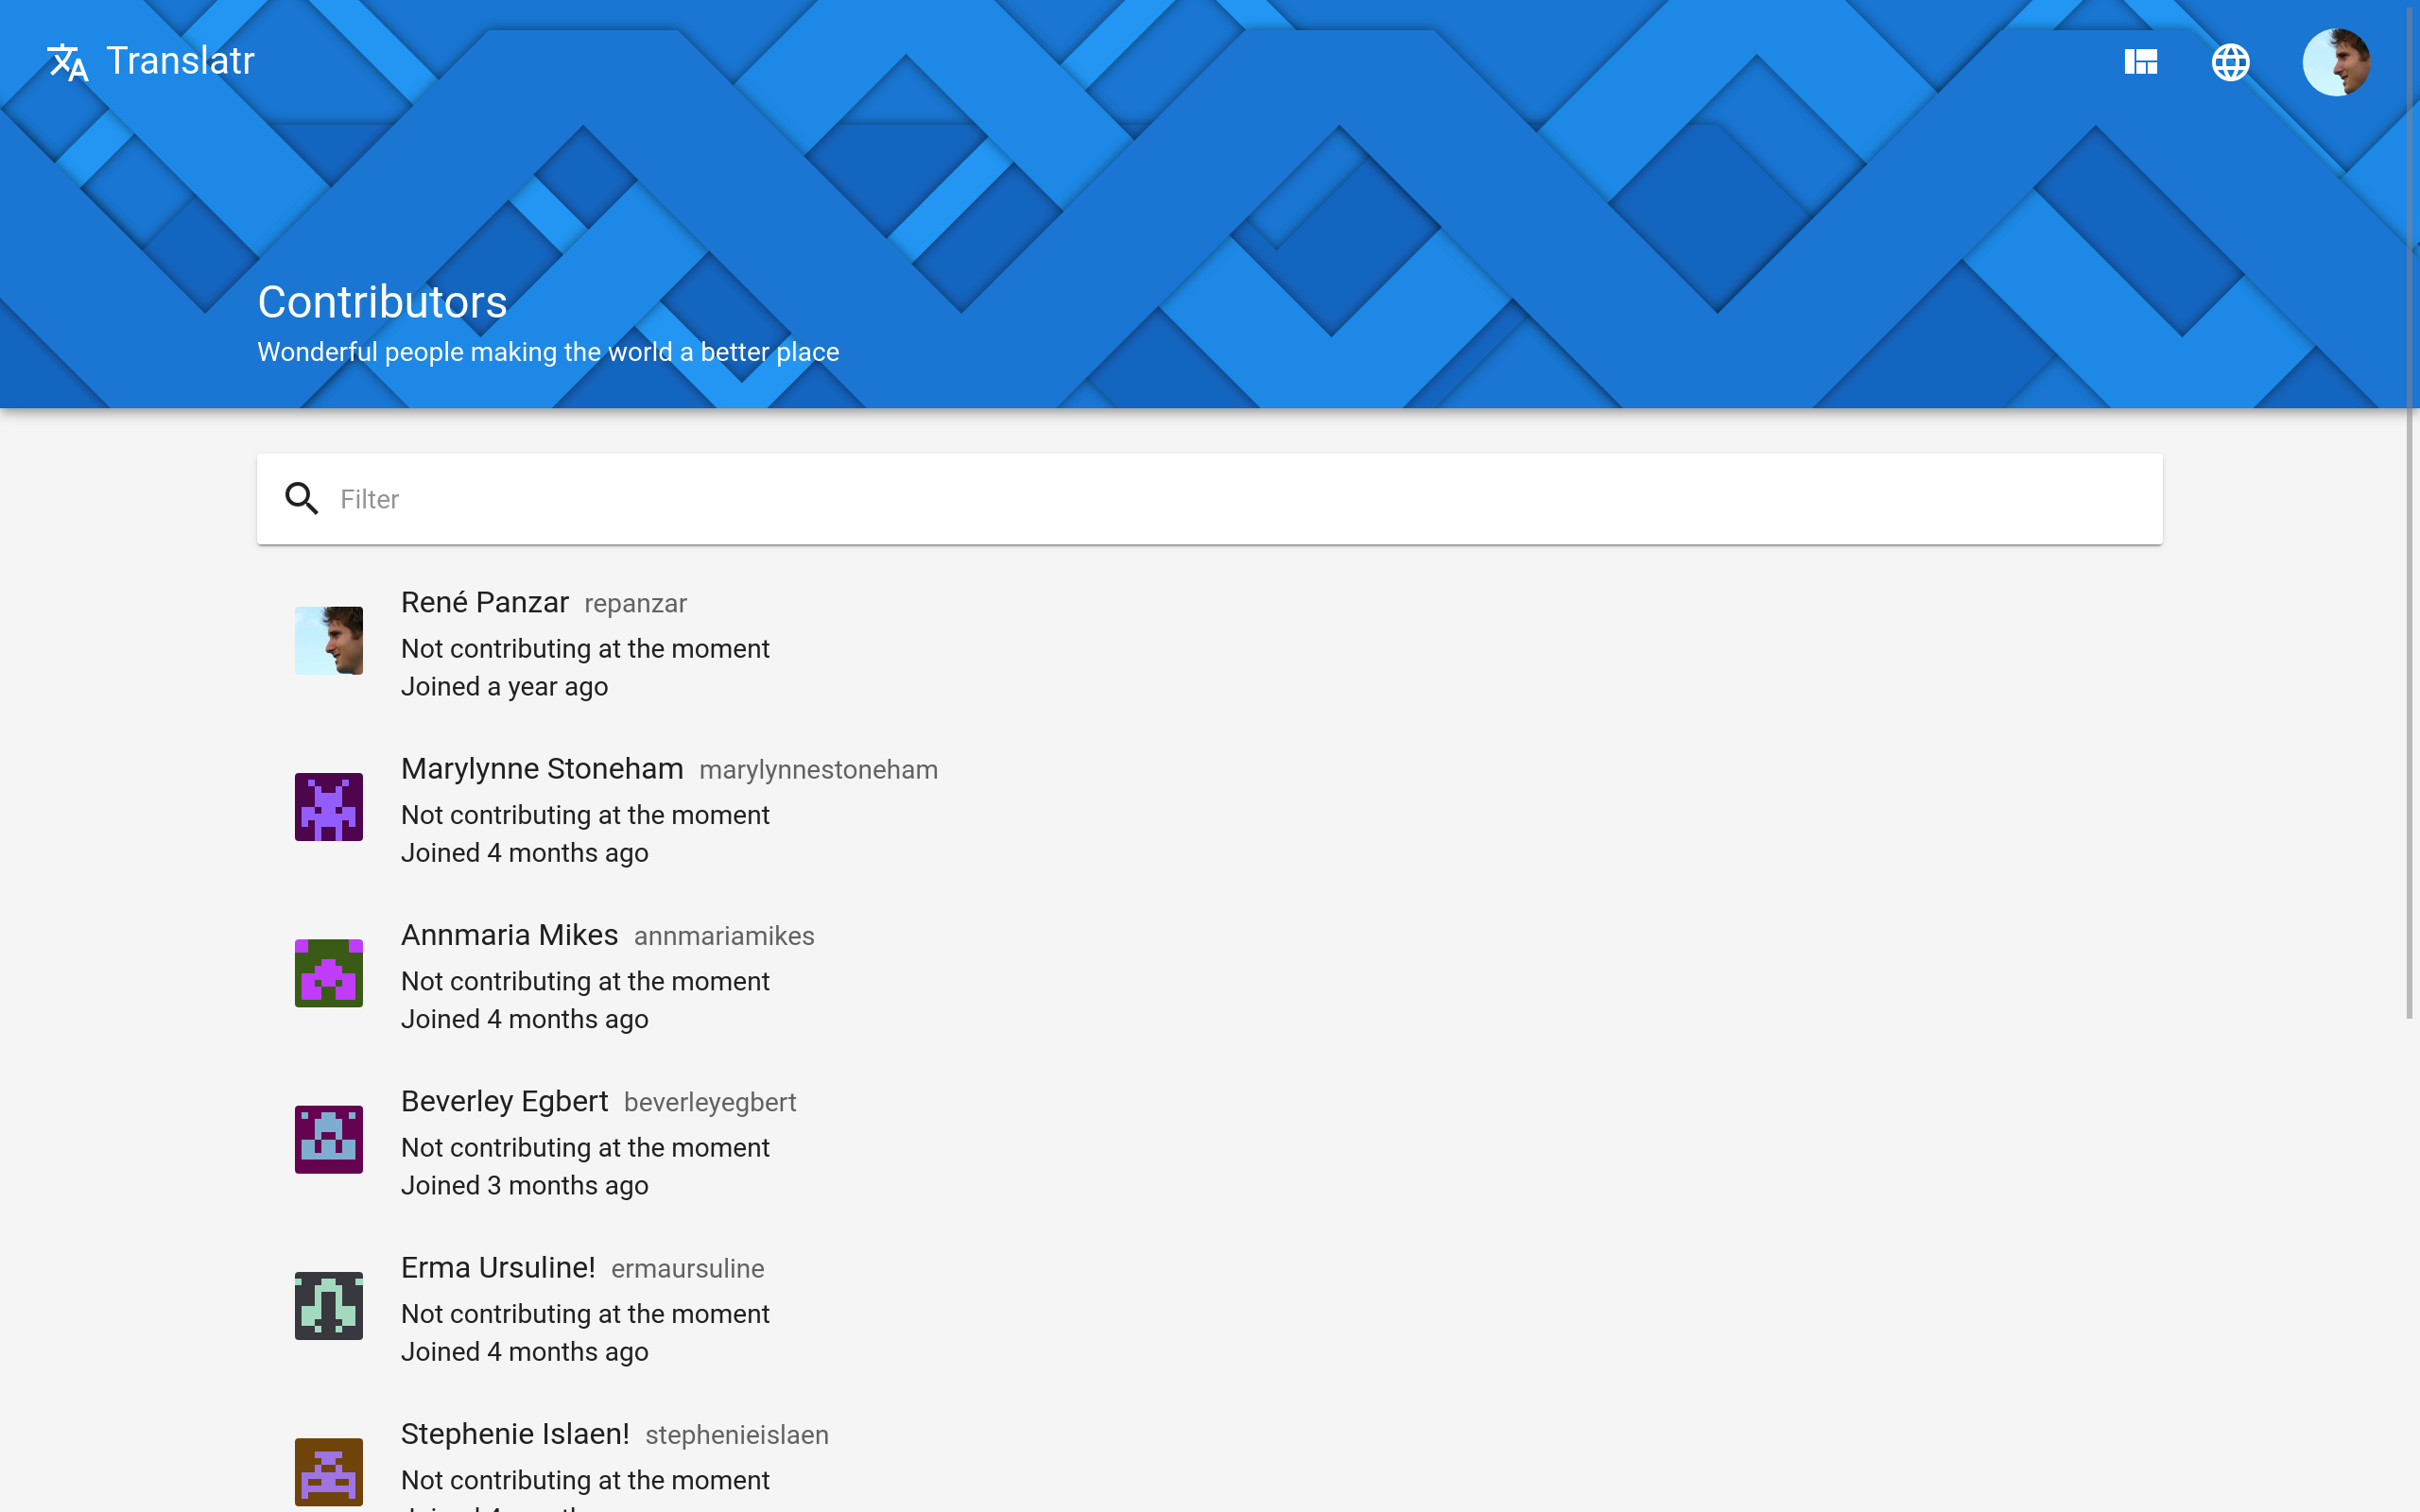 Translatr
Contributors
Wonderful people making the world a better place
Filter
René Panzar repanzar
Not contributing at the moment
Joined a year ago
Marylynne Stoneham marylynnestoneham
Not contributing at the moment
Joined 4 months ago
Annmaria Mikes annmariamikes
Not contributing at the moment
Joined 4 months ago
Beverley Egbert beverleyegbert
Not contributing at the moment
Joined 3 months ago
Erma Ursuline! ermaursuline
Not contributing at the moment
Joined 4 months ago
Stephenie Islaen! stephenieislaen
Not contributing at the moment